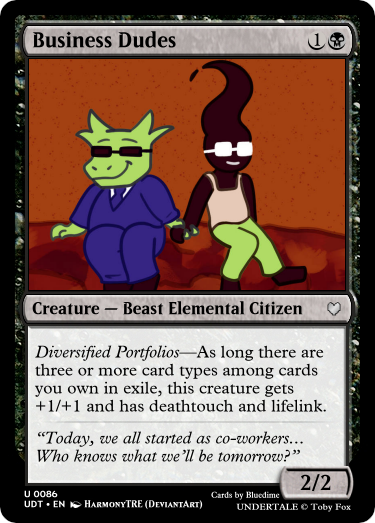 Business Dudes 1
Creature — Beast Elemental Citizen
Diversified Portfolios—As long there are
three or more card types among cards
you own in exile, this creature gets
+1/+1 and has deathtouch and lifelink.
“Today, we all started as co-workers…
Who knows what we’ll be tomorrow?”
2/2
U 0086 Cards by Bluedime
UDT • EN HarmonyTRE (DeviantArt) UNDERTALE © Toby Fox